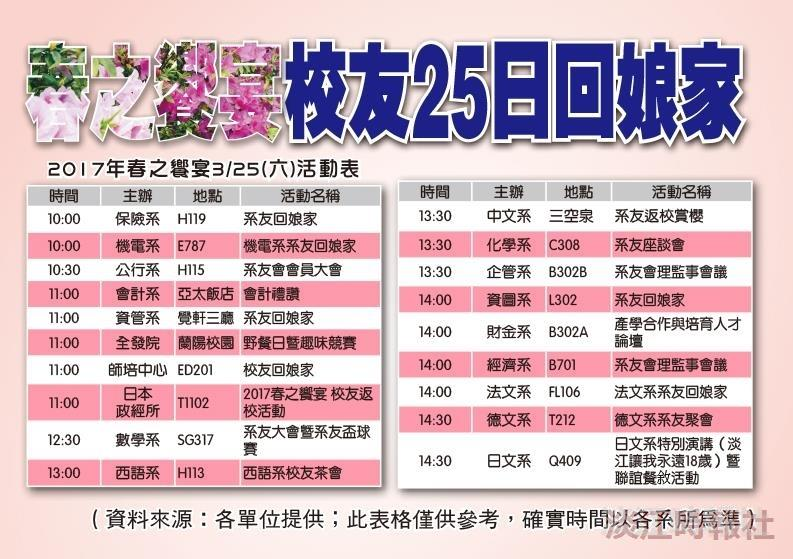 春之饗宴校友25日回娘家
2017年春之饗宴3/25(六)活動表
時間 主辦 地點 活動名稱
10:00 保險系 H119 系友回娘家
10:00 機電系 E787 機電系系友回娘家
10:30 公行系 H115 系友會會員大會
11:00 會計系 亞太飯店 會計禮讚
11:00 資管系 覺軒三廳 系友回娘家
11:00 全發院 蘭陽校園 野餐日暨趣味競賽
11:00 師培中心 ED201 校友回娘家
11:00 日本政經所 T1102 2017春之饗宴 校友返
校活動
12:30 數學系 SG317 系友大會暨系友盃球
賽
13:00 西語系 H113 西語系校友茶會
時間 主辦 地點 活動名稱
13:30 中文系 三空泉 系友返校賞櫻
13:30 化學系 C308 系友座談會
13:30 企管系 B302B 系友會理監事會議
14:00 資圖系 L302 系友回娘家
14:00 財金系 B302A 產學合作與培育人才
論壇
14:00 經濟系 B701 系友會理監事會議
14:00 法文系 FL106 法文系系友回娘家
14:30 德文系 T212 德文系系友聚會
14:30 日文系 Q409 日文系特別演講（淡
江讓我永遠18歲）暨
聯誼餐敘活動
（資料來源：各單位提供；此表格僅供參考，確實時間以各系所為準）
淡江時報社